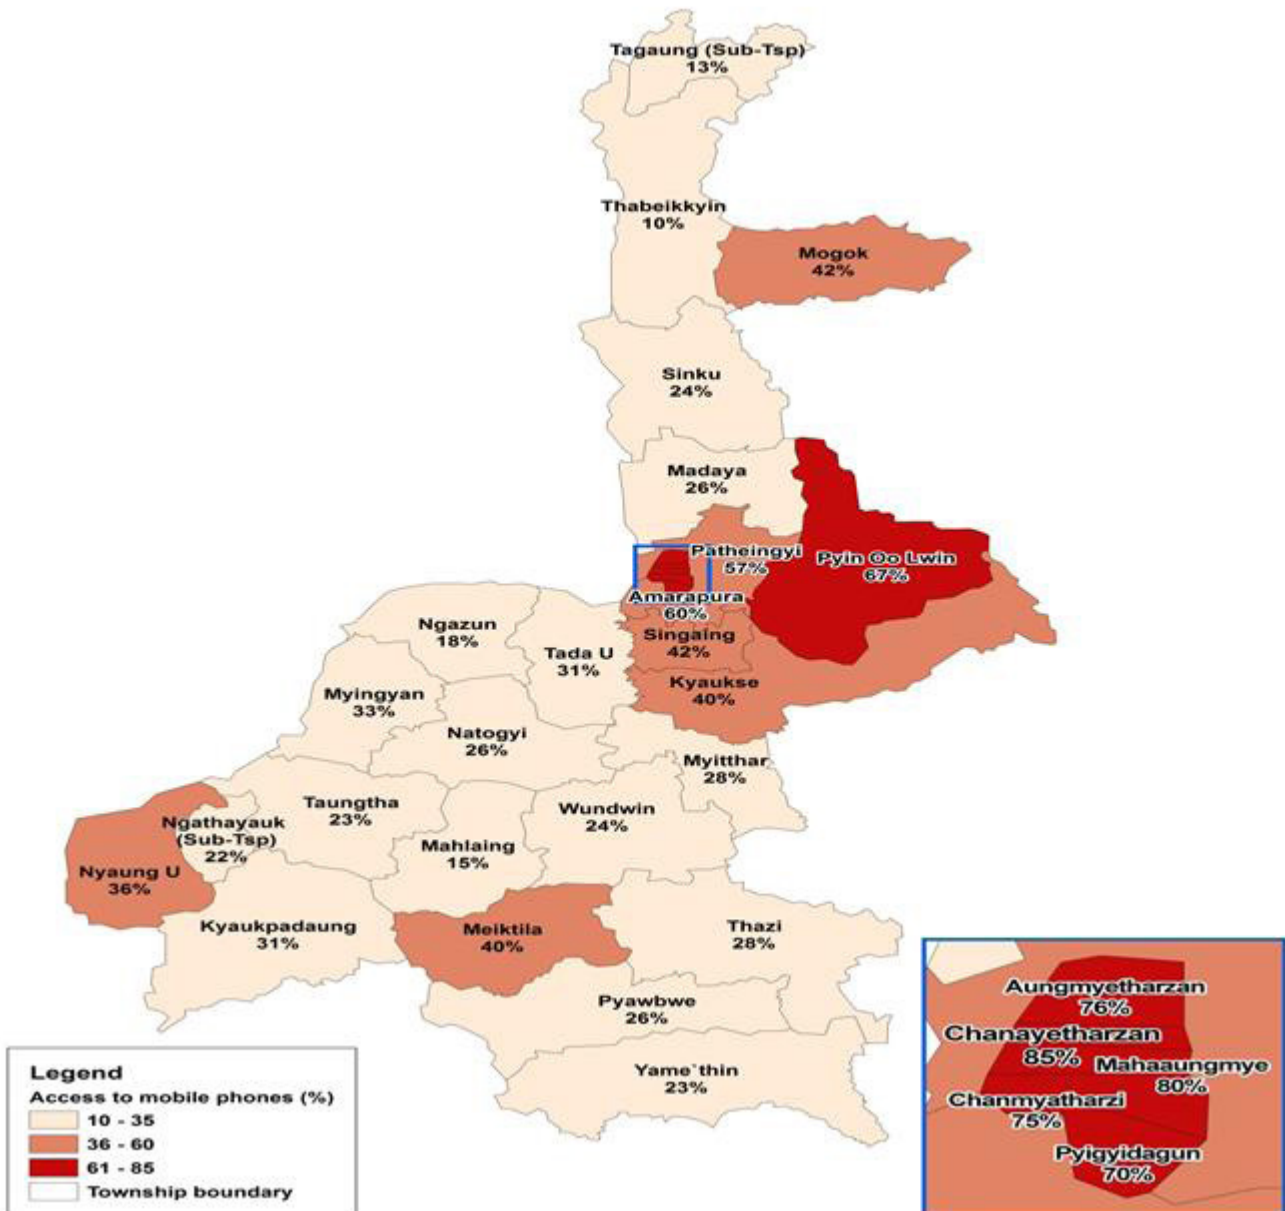 Tagaung (Sub-Tsp)
13%
Thabeikkyin
10%
Mogok
42%
Sinku
24%
Madaya
26%
Patheingyi
57%
Pyin Oo Lwin
67%
Amarapura
60%
Ngazun
18%
Singaing
42%
Tada U
31%
Kyaukse
40%
Myingyan
33%
Natogyi
26%
Myitthar
28%
Taungtha
23%
Wundwin
24%
Ngathayauk
(Sub-Tsp)
22%
Mahlaing
15%
Nyaung U
36%
Kyaukpadaung
31%
Meiktila
40%
Thazi
28%
Pyawbwe
26%
Yame`thin
23%
Aungmyetharzan
76%
Chanayetharzan
85%
Mahaaungmye
80%
Chanmyatharzi
75%
Pyigyidagun
70%
Legend
Access to mobile phones (%)
10 - 35
36 - 60
61 - 85
Township boundary